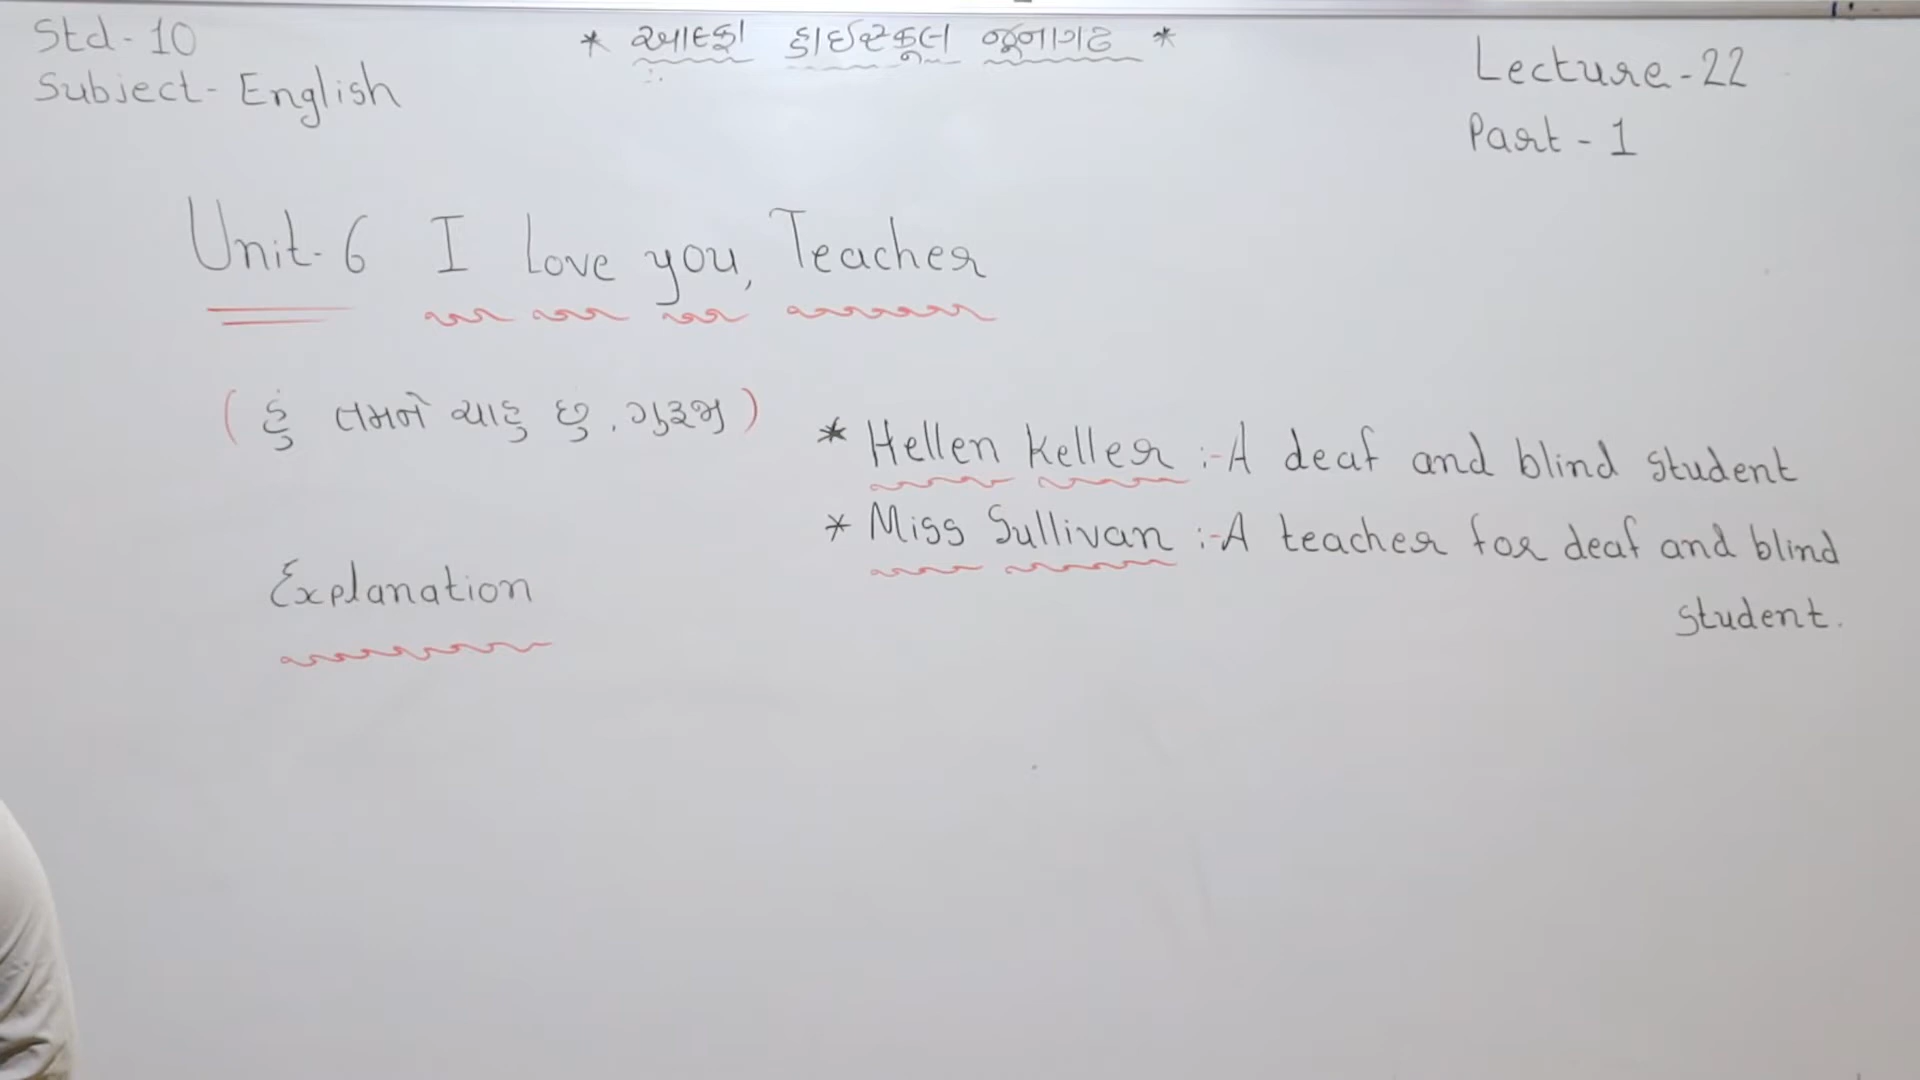 Std- 10
Subject- English
* આલ્ફા હાઈસ્કૂલ જૂનાગઢ *
Lecture-22
Part - 1
Unit-6 I Love you, Teacher
( હું તમને ચાહુ છુ, ગુરૂજી )
* Hellen Keller :- A deaf and blind student
* Miss Sullivan :- A teacher for deaf and blind
student.
Explanation